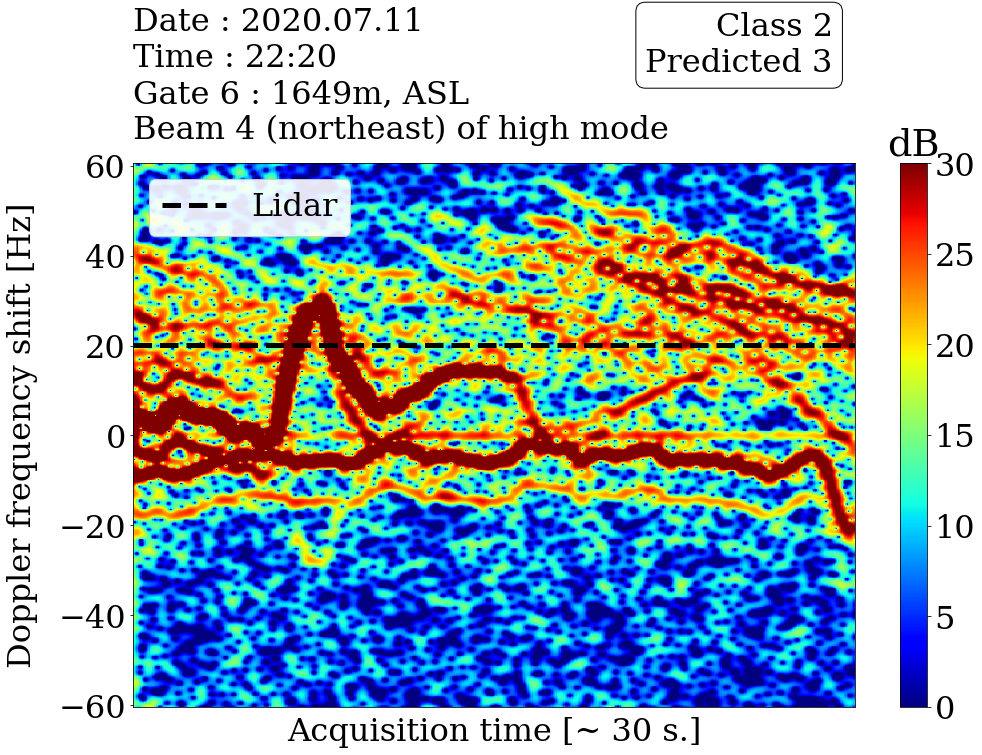 Date : 2020.07.11
Time : 22:20
Gate 6 : 1649m, ASL
Beam 4 (northeast) of high mode
Class 2
Predicted 3
dB
Lidar
60
40
20
0
−20
−40
−60
Doppler frequency shift [Hz]
Acquisition time [~ 30 s.]
30
25
20
15
10
5
0